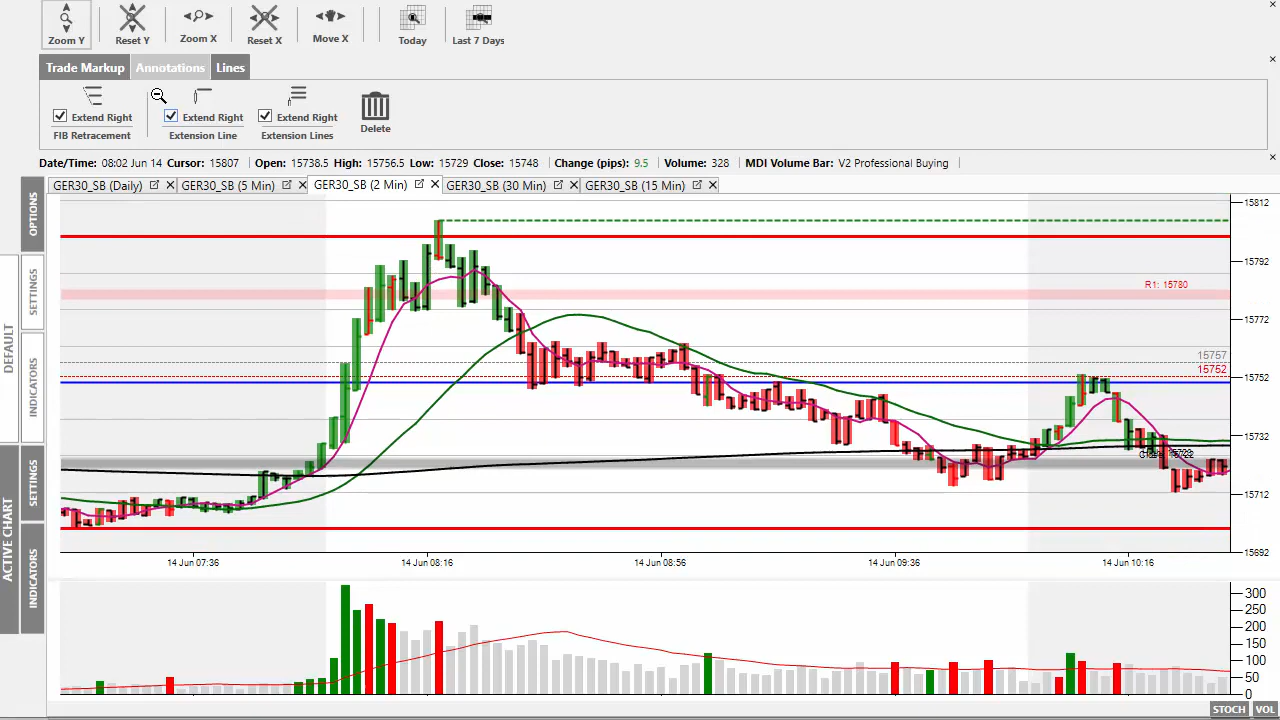 Zoom Y Reset Y Zoom X Reset X Move X Today Last 7 Days
Trade Markup Annotations Lines
Extend Right Extend Right Extend Right
FIB Retracement Extension Line Extension Lines Delete
Date/Time: 08:02 Jun 14 Cursor: 15807 Open: 15738.5 High: 15756.5 Low: 15729 Close: 15748 Change (pips): 9.5 Volume: 328 MDI Volume Bar: V2 Professional Buying
GER30_SB (Daily) GER30_SB (5 Min) GER30_SB (2 Min) GER30_SB (30 Min) GER30_SB (15 Min)
OPTIONS
SETTINGS
INDICATORS
DEFAULT
SETTINGS
INDICATORS
ACTIVE CHART
15812
15792
R1: 15780
15772
15757
15752
15752
15732
15712
15692
14 Jun 07:36 14 Jun 08:16 14 Jun 08:56 14 Jun 09:36 14 Jun 10:16
300
250
200
150
100
50
0
STOCH VOL